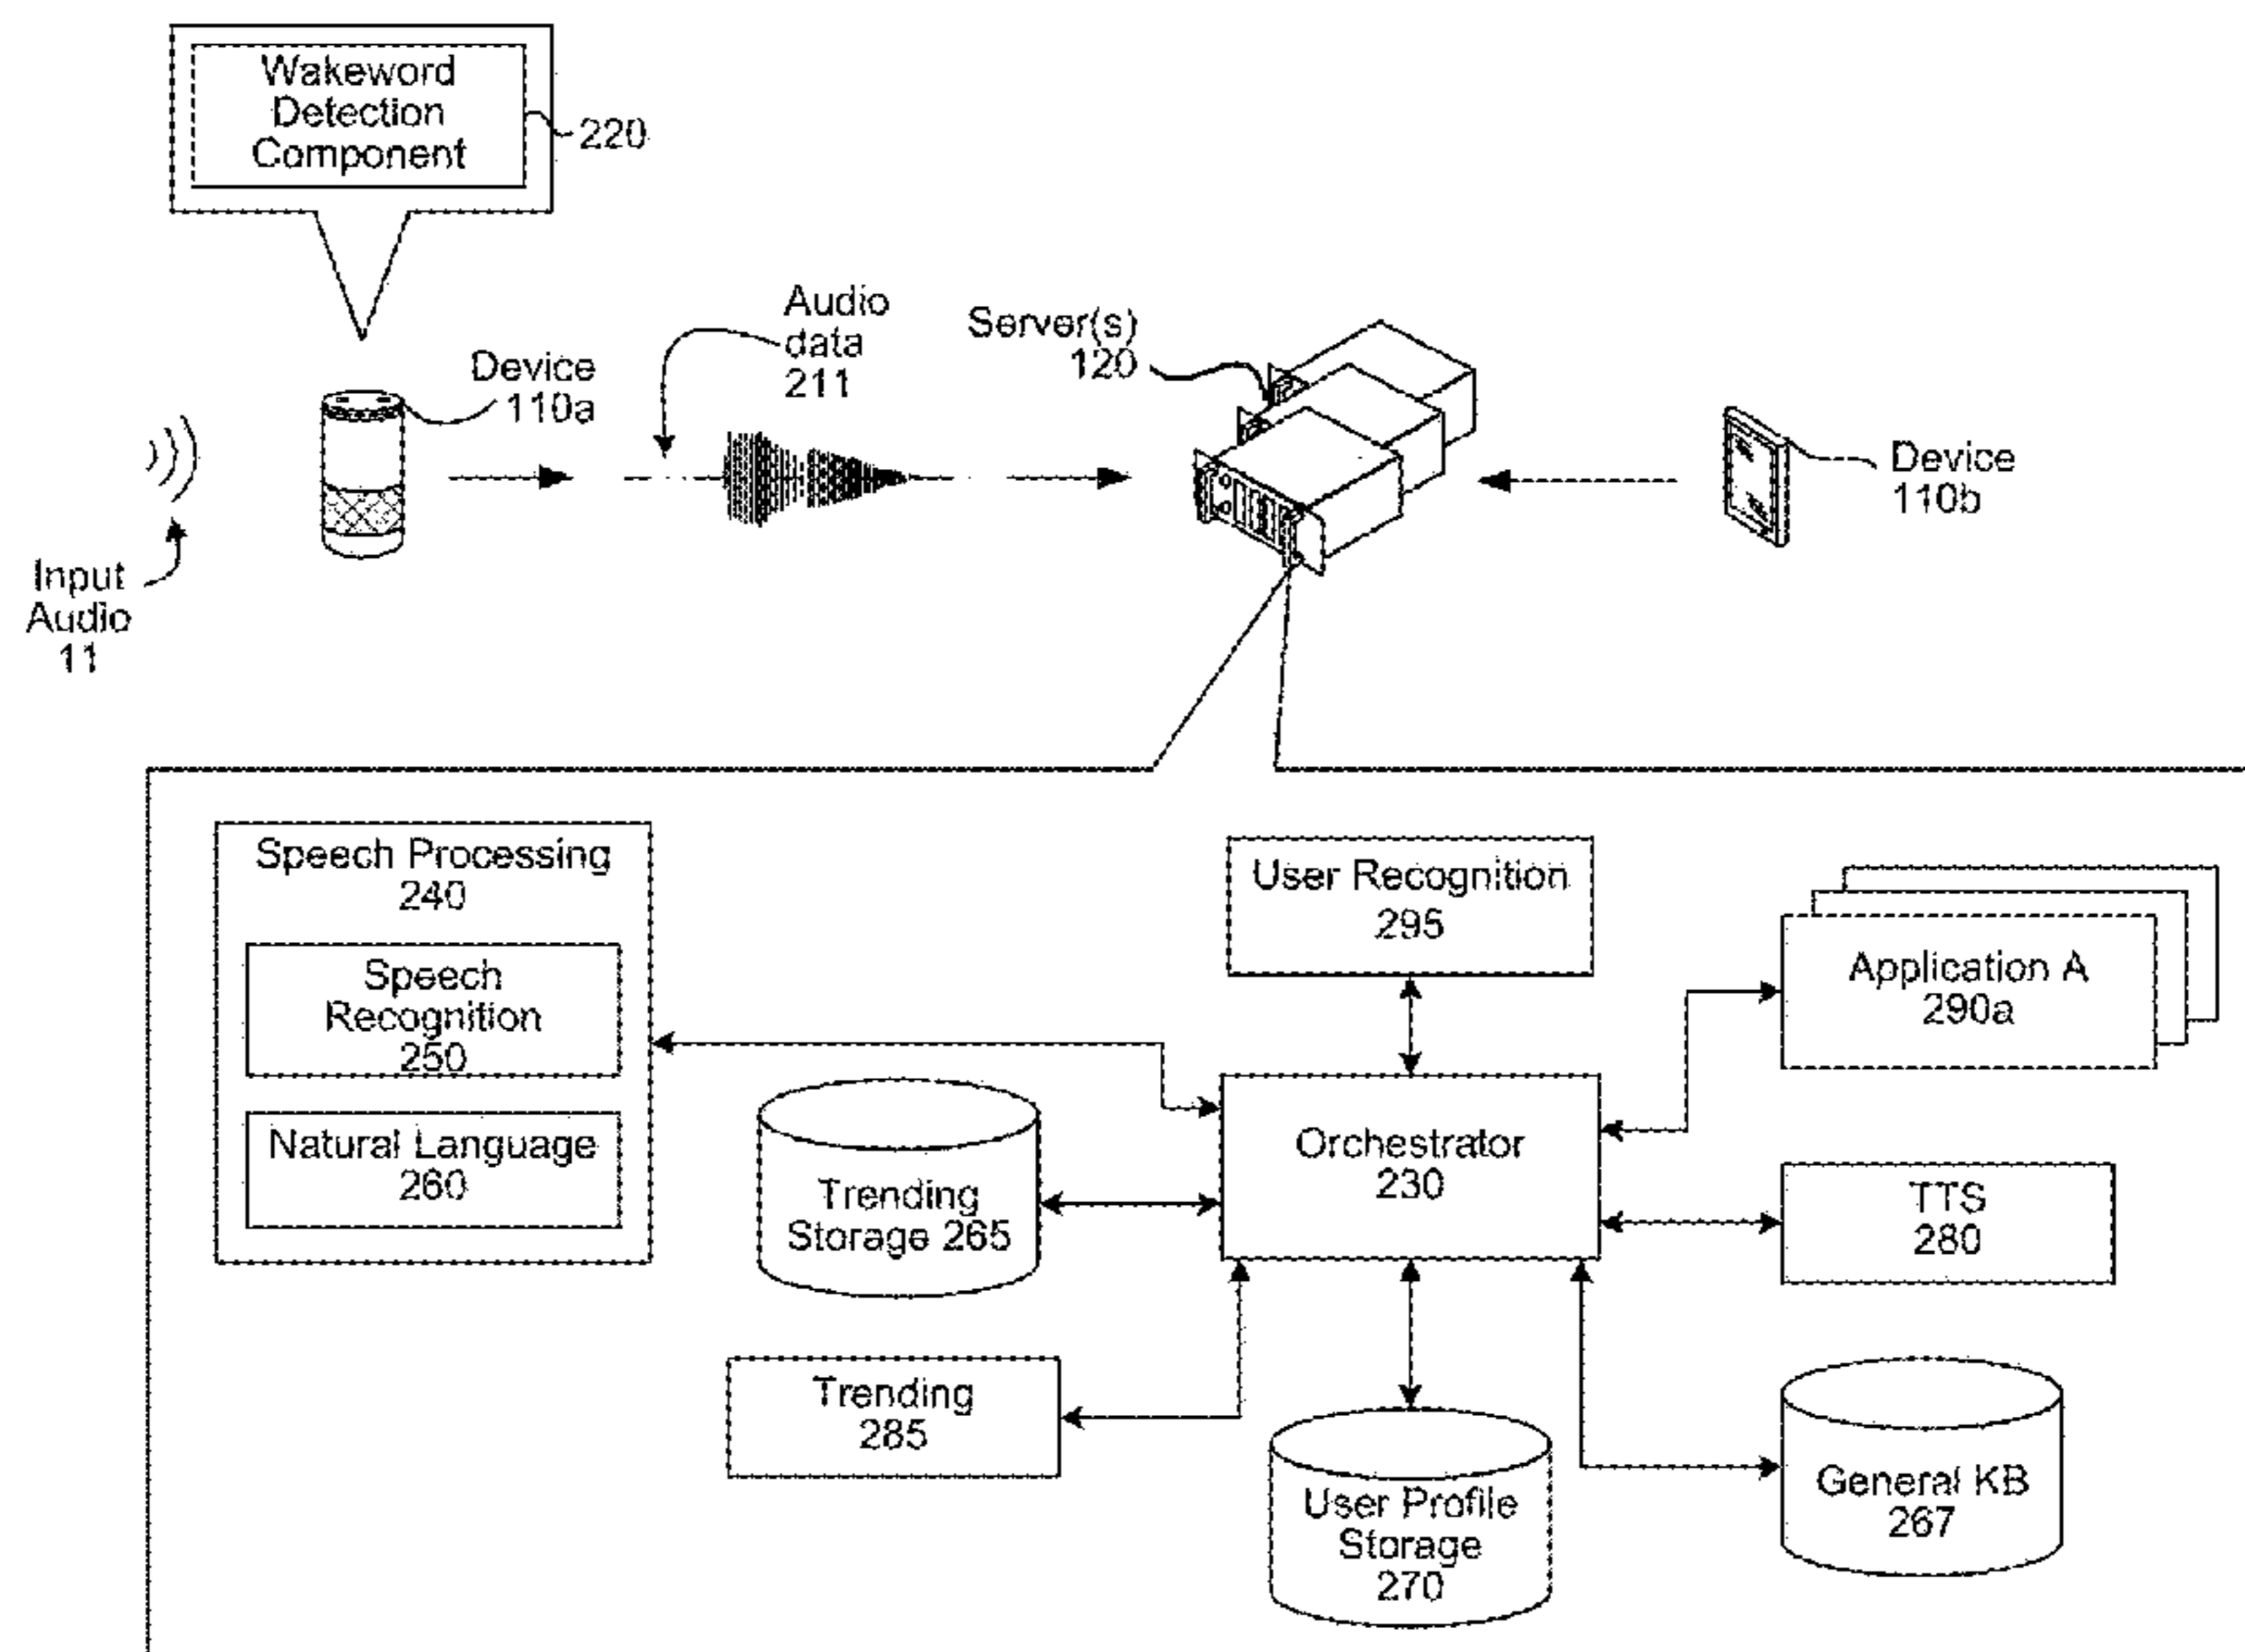 Wakeword
Detection
Component
220
Audio
data
211
Server(s)
120
Device
110a
Device
110b
Input
Audio
11
Speech Processing
240
Speech
Recognition
250
Natural Language
260
User Recognition
295
Application A
290a
Orchestrator
230
Trending
Storage 265
TTS
280
Trending
285
User Profile
Storage
270
General KB
267